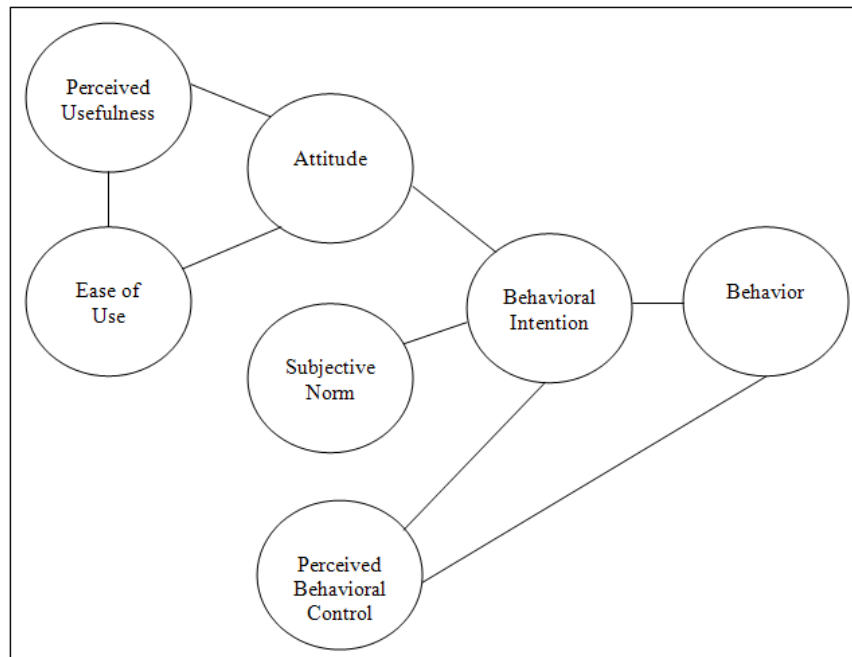 Perceived
Usefulness
Attitude
Ease of
Use
Behavioral
Intention
Behavior
Subjective
Norm
Perceived
Behavioral
Control